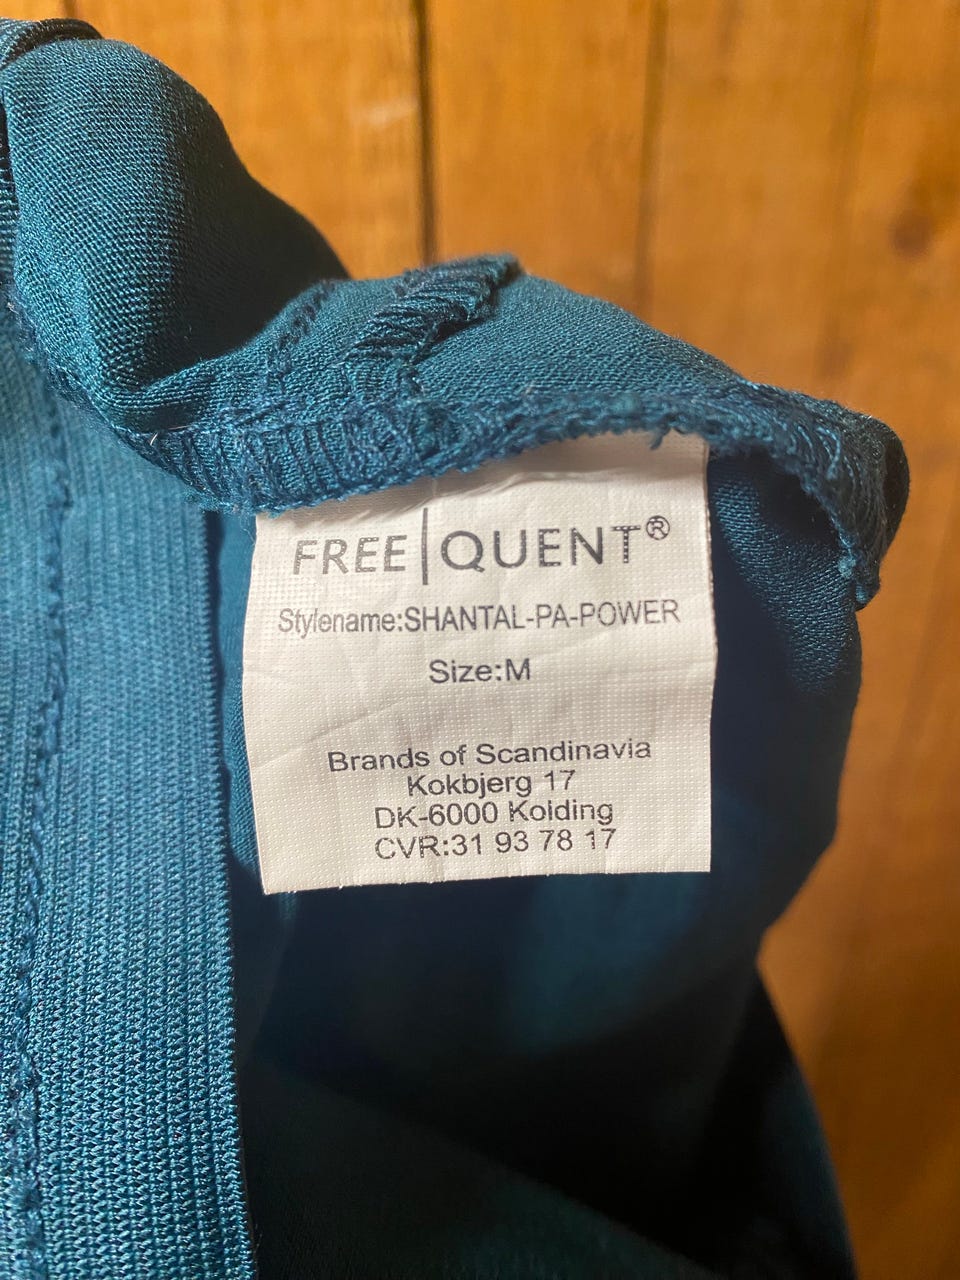 FREE|QUENT®
Stylename:SHANTAL-PA-POWER
Size:M
Brands of Scandinavia
Kokbjerg 17
DK-6000 Kolding
CVR:31 93 78 17